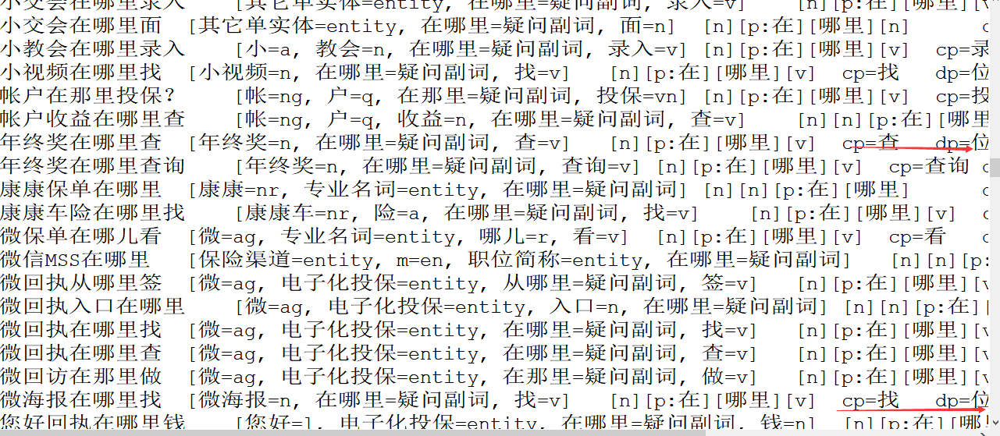 小交会在哪里录入 [其它单实体=entity, 在哪里=疑问副词, 录入=v] [n][p:在][哪里][v
小交会在哪里面 [其它单实体=entity, 在哪里=疑问副词, 面=n] [n][p:在][哪里][n]
小教会在哪里录入 [小=a, 教会=n, 在哪里=疑问副词, 录入=v] [n][p:在][哪里][v] cp=录
小视频在哪里找 [小视频=n, 在哪里=疑问副词, 找=v] [n][p:在][哪里][v] cp=找 dp=位
帐户在那里投保? [帐=ng, 户=q, 在那里=疑问副词, 投保=vn] [n][p:在][哪里][v] cp=投
帐户收益在哪里查 [帐=ng, 户=q, 收益=n, 在哪里=疑问副词, 查=v] [n][n][p:在][哪里
年终奖在哪里查 [年终奖=n, 在哪里=疑问副词, 查=v] [n][p:在][哪里][v] cp=查 dp=位
年终奖在哪里查询 [年终奖=n, 在哪里=疑问副词, 查询=v] [n][p:在][哪里][v] cp=查询
康康保单在哪里 [康康=nr, 专业名词=entity, 在哪里=疑问副词] [n][n][p:在][哪里]
康康车险在哪里找 [康康车=nr, 险=a, 在哪里=疑问副词, 找=v] [n][p:在][哪里][v]
微保单在哪儿看 [微=ag, 专业名词=entity, 哪儿=r, 看=v] [n][p:在][哪里][v] cp=看
微信MSS在哪里 [保险渠道=entity, m=en, 职位简称=entity, 在哪里=疑问副词] [n][n][p:
微回执从哪里签 [微=ag, 电子化投保=entity, 从哪里=疑问副词, 签=v] [n][p:在][哪里][v
微回执入口在哪里 [微=ag, 电子化投保=entity, 入口=n, 在哪里=疑问副词] [n][n][p:在][
微回执在哪里找 [微=ag, 电子化投保=entity, 在哪里=疑问副词, 找=v] [n][p:在][哪里][v
微回执在哪里查 [微=ag, 电子化投保=entity, 在哪里=疑问副词, 查=v] [n][p:在][哪里][v
微回访在那里做 [微=ag, 电子化投保=entity, 在那里=疑问副词, 做=v] [n][p:在][哪里][v
微海报在哪里找 [微海报=n, 在哪里=疑问副词, 找=v] [n][p:在][哪里][v] cp=找 dp=位
您好回执在哪里钱 [您好=l, 电子化投保=entity, 在哪里=疑问副词, 钱=n] [n][p:在][哪里